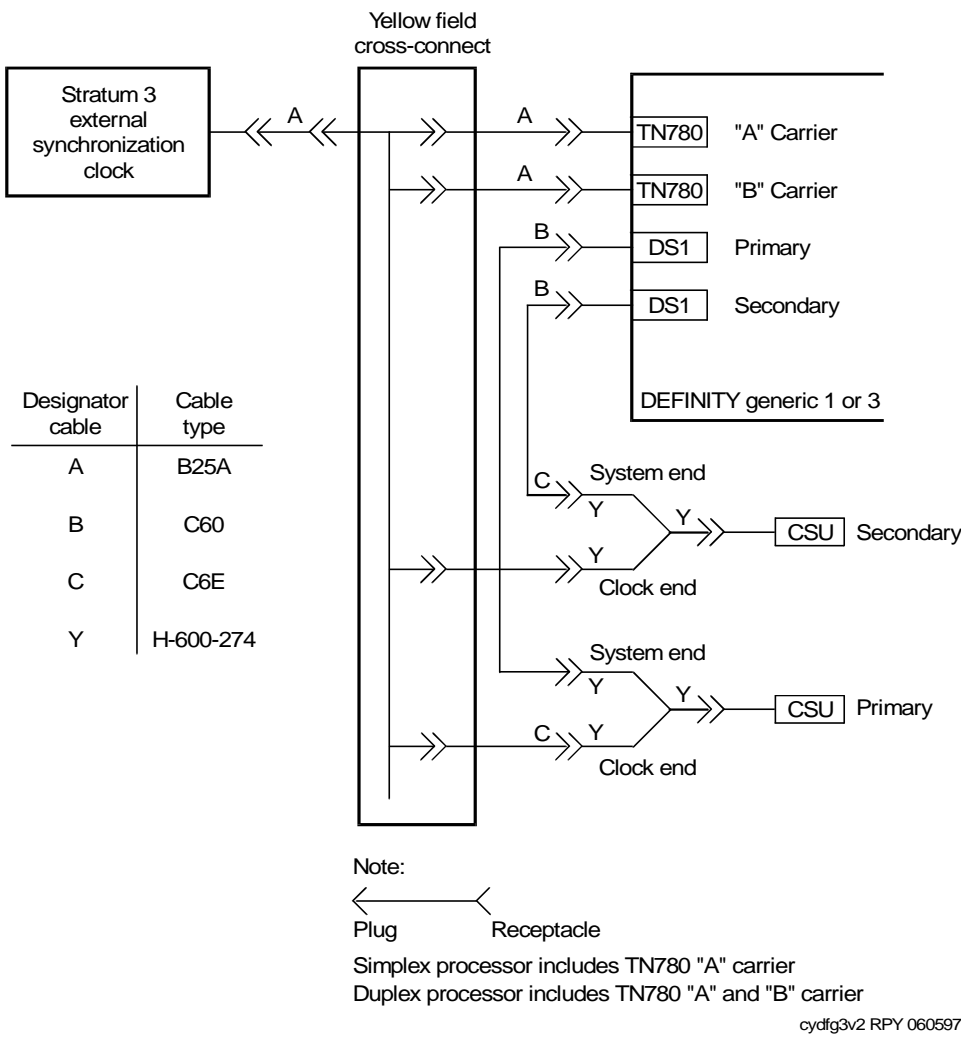 Yellow field
cross-connect
Stratum 3
external
synchronization
clock
A
A
TN780
"A" Carrier
A
TN780
"B" Carrier
B
DS1
Primary
B
DS1
Secondary
DEFINITY generic 1 or 3
Designator
cable
Cable
type
A
B25A
B
C60
C
C6E
Y
H-600-274
System end
C
Y
Y
CSU
Secondary
Y
Clock end
System end
Y
Y
CSU
Primary
C
Y
Clock end
Note:
Plug
Receptacle
Simplex processor includes TN780 "A" carrier
Duplex processor includes TN780 "A" and "B" carrier
cydfg3v2 RPY 060597